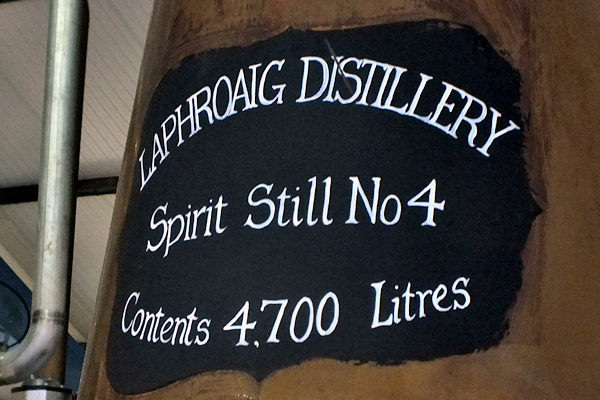 LAPHROAIG DISTILLERY
Spirit Still No 4
Contents 4,700 Litres